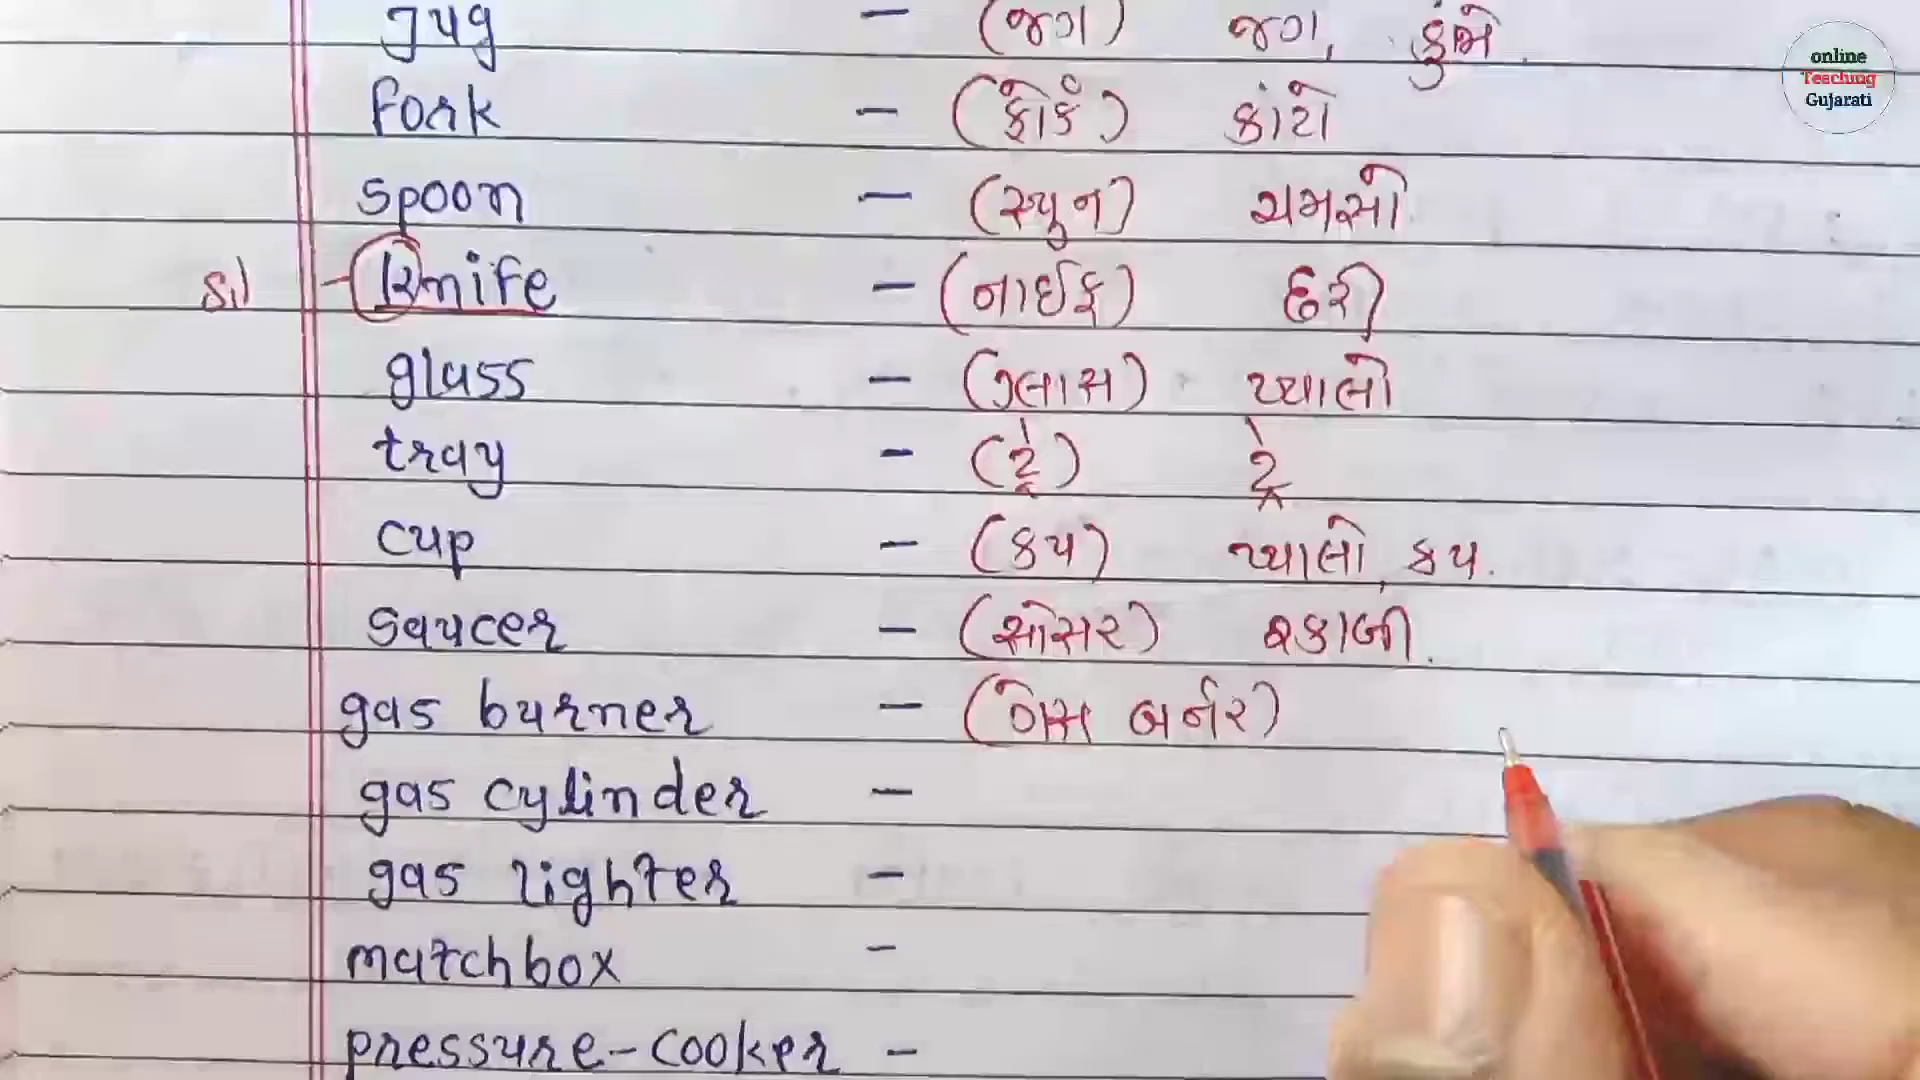 jug - (જગ) જગ, કુંજો
fork - (ફોર્ક) કાંટો
spoon - (સ્પુન) ચમચો
sil - knife - (નાઈફ) છરી
glass - (ગ્લાસ) પ્યાલો
tray - (ટ્રે) ટ્રે
cup - (કપ) પ્યાલો, કપ.
saucer - (સોસર) રકાબી.
gas burner - (ગેસ બર્નર)
gas cylinder -
gas lighter -
matchbox -
pressure-cooker -
online
Teaching
Gujarati